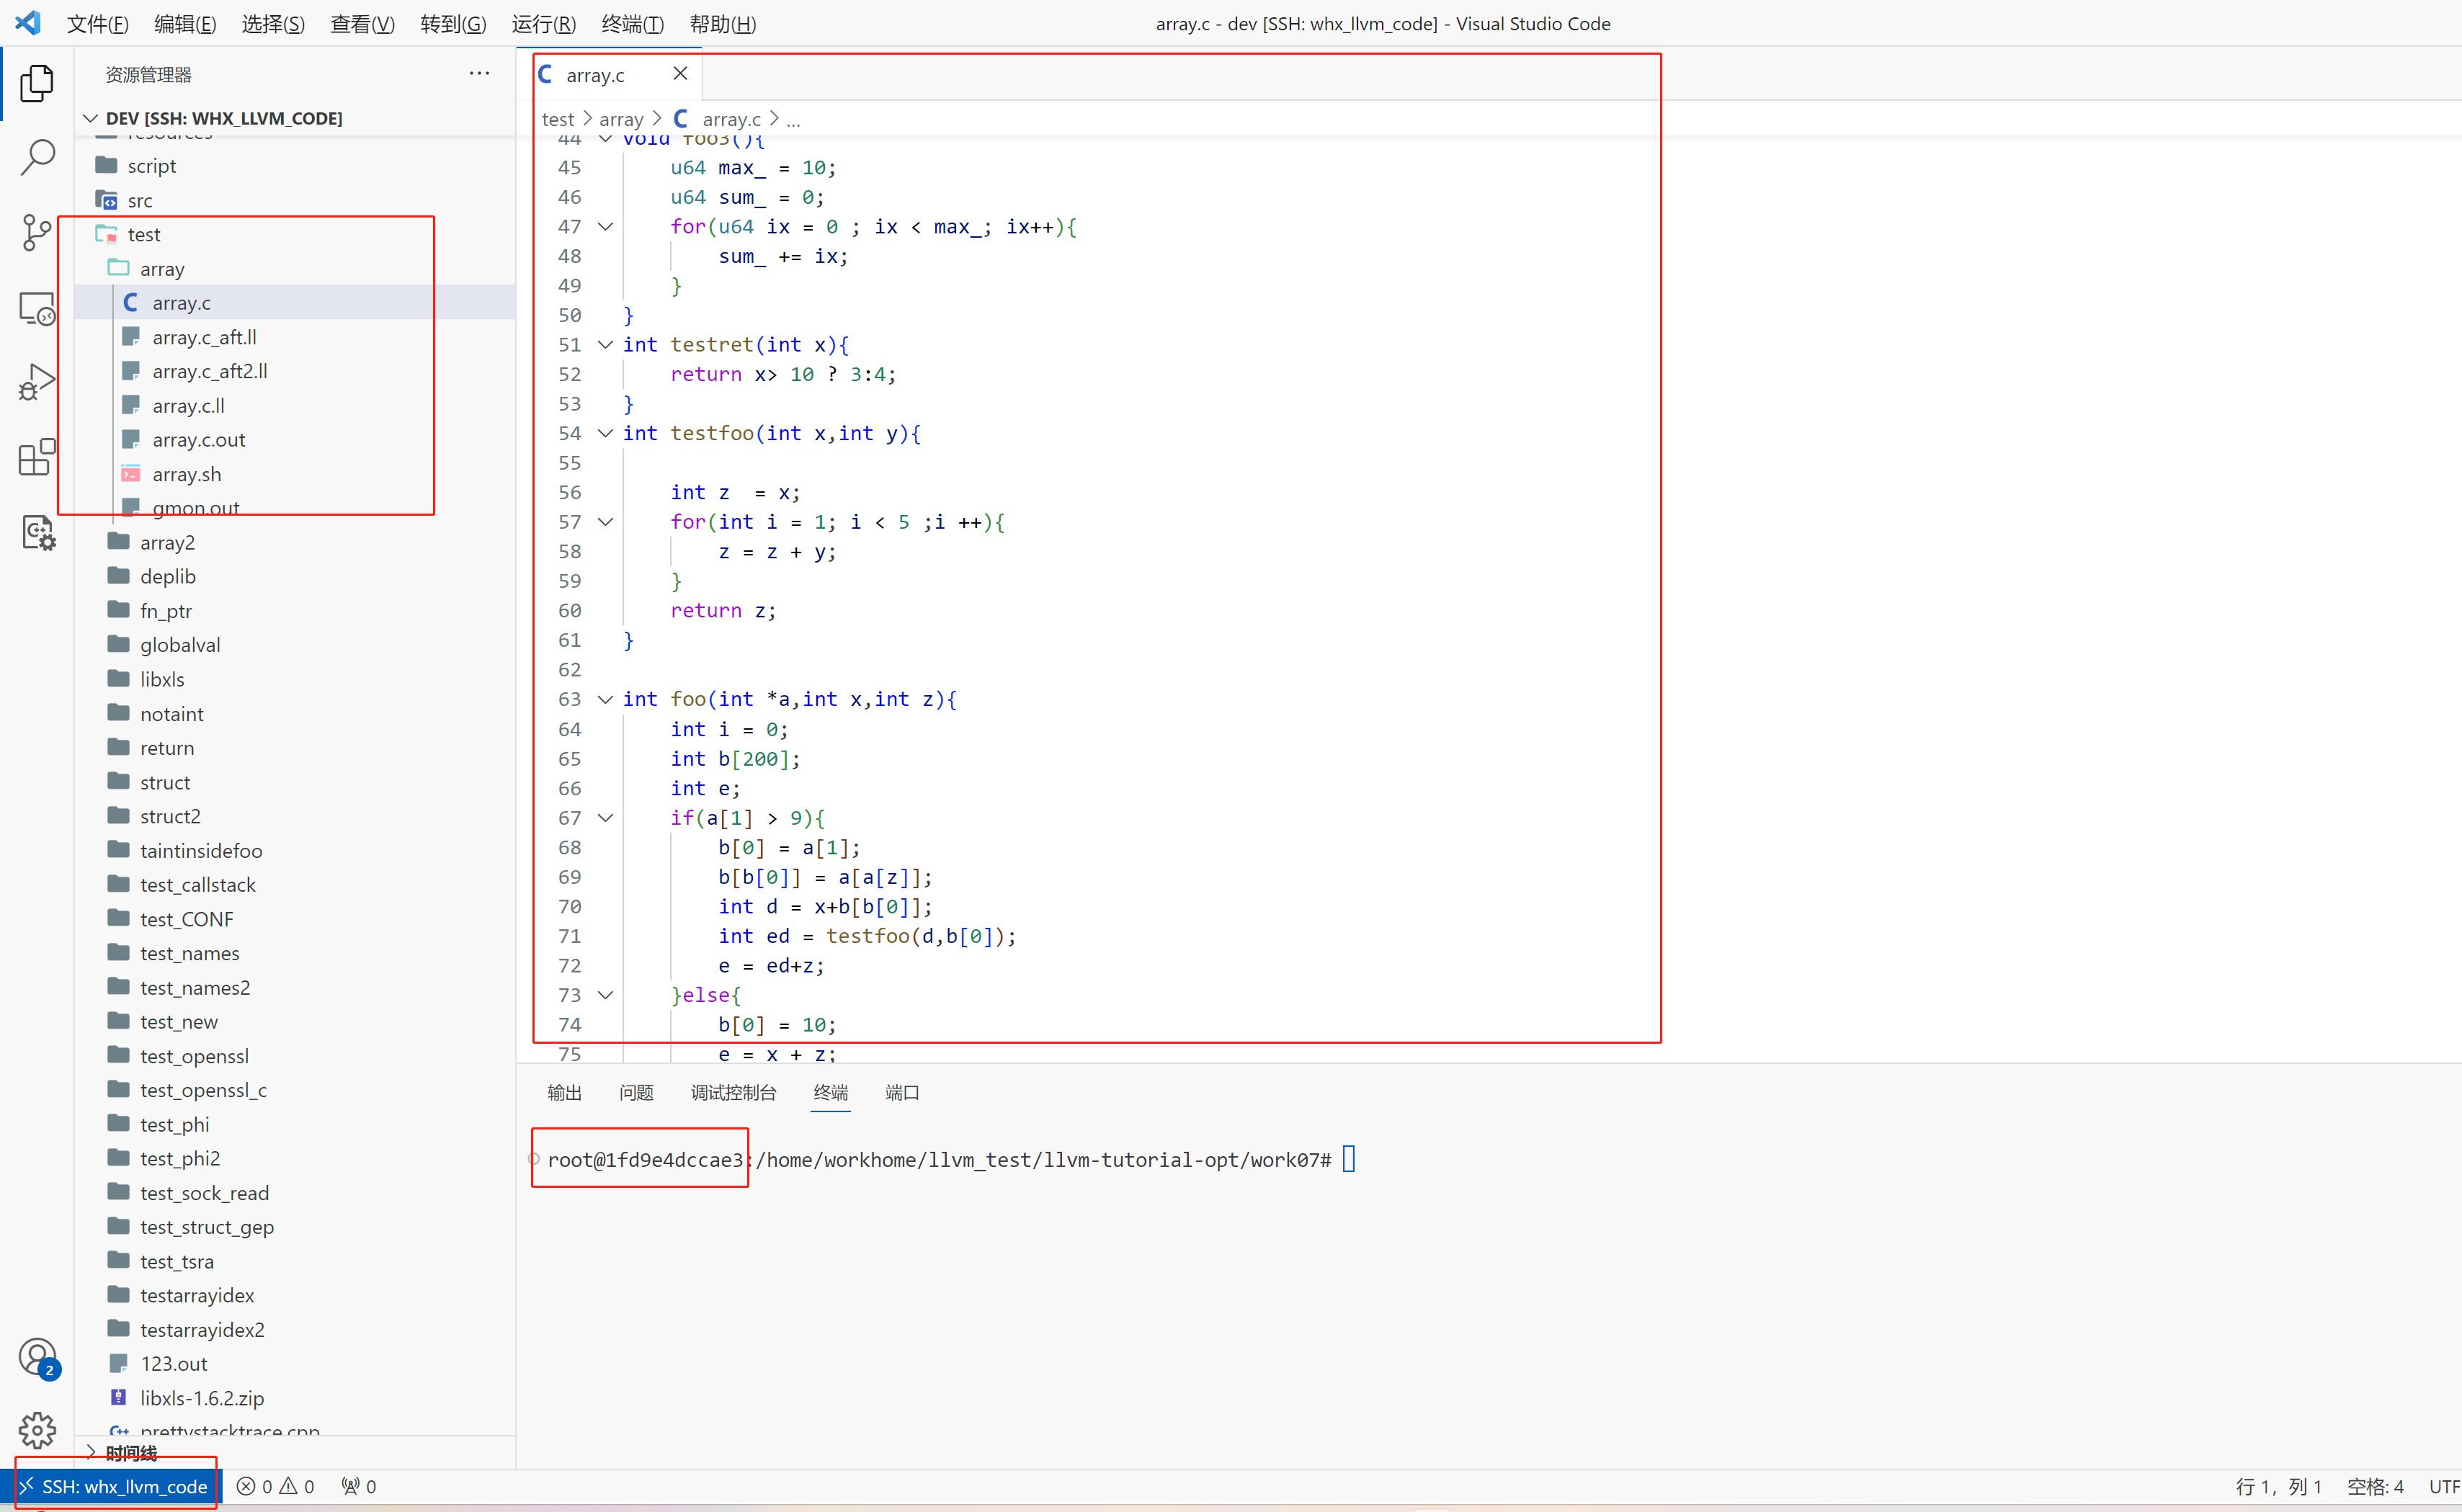 文件(F) 编辑(E) 选择(S) 查看(V) 转到(G) 运行(R) 终端(T) 帮助(H)
array.c - dev [SSH: whx_llvm_code] - Visual Studio Code
资源管理器
DEV [SSH: WHX_LLVM_CODE]
resources
script
src
test
array
array.c
array.c_aft.ll
array.c_aft2.ll
array.c.ll
array.c.out
array.sh
gmon.out
array2
deplib
fn_ptr
globalval
libxls
notaint
return
struct
struct2
taintinsidefoo
test_callstack
test_CONF
test_names
test_names2
test_new
test_openssl
test_openssl_c
test_phi
test_phi2
test_sock_read
test_struct_gep
test_tsra
testarrayidex
testarrayidex2
123.out
libxls-1.6.2.zip
prettystacktrace.cpp
时间线
array.c
test > array > C array.c > ...
44 void foo3(){
45 u64 max_ = 10;
46 u64 sum_ = 0;
47 for(u64 ix = 0 ; ix < max_; ix++){
48 sum_ += ix;
49 }
50 }
51 int testret(int x){
52 return x> 10 ? 3:4;
53 }
54 int testfoo(int x,int y){
55
56 int z  = x;
57 for(int i = 1; i < 5 ;i ++){
58 z = z + y;
59 }
60 return z;
61 }
62
63 int foo(int *a,int x,int z){
64 int i = 0;
65 int b[200];
66 int e;
67 if(a[1] > 9){
68 b[0] = a[1];
69 b[b[0]] = a[a[z]];
70 int d = x+b[b[0]];
71 int ed = testfoo(d,b[0]);
72 e = ed+z;
73 }else{
74 b[0] = 10;
75 e = x + z;
输出 问题 调试控制台 终端 端口
root@1fd9e4dccae3:/home/workhome/llvm_test/llvm-tutorial-opt/work07#
2
SSH: whx_llvm_code 0 0 0
行 1，列 1 空格: 4 UTF